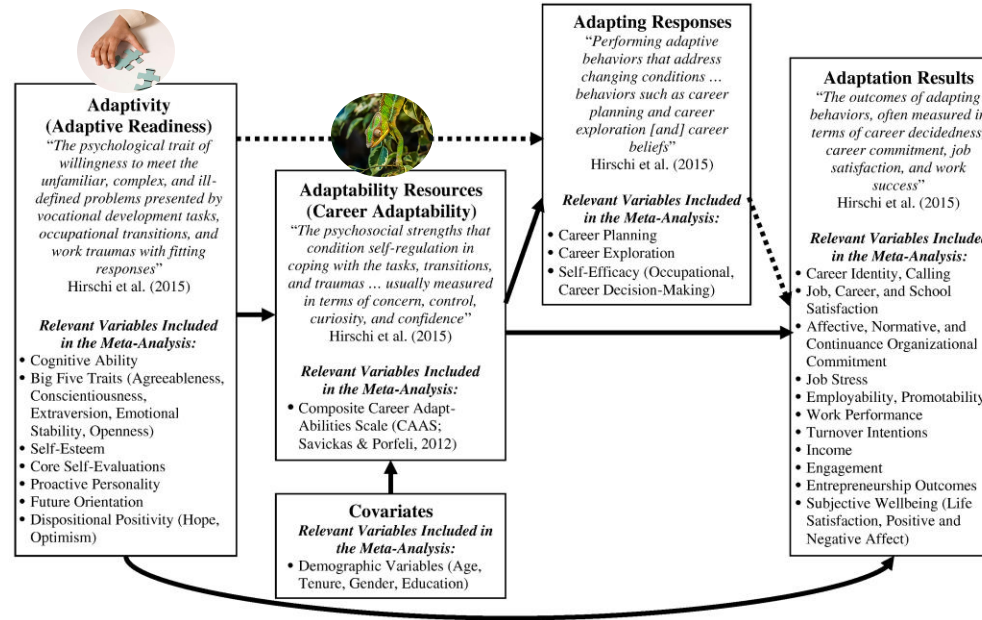 Adaptivity
(Adaptive Readiness)
“The psychological trait of
willingness to meet the
unfamiliar, complex, and ill-
defined problems presented by
vocational development tasks,
occupational transitions, and
work traumas with fitting
responses”
Hirschi et al. (2015)
Relevant Variables Included
in the Meta-Analysis:
• Cognitive Ability
• Big Five Traits (Agreeableness,
Conscientiousness,
Extraversion, Emotional
Stability, Openness)
• Self-Esteem
• Core Self-Evaluations
• Proactive Personality
• Future Orientation
• Dispositional Positivity (Hope,
Optimism)
Adaptability Resources
(Career Adaptability)
“The psychosocial strengths that
condition self-regulation in
coping with the tasks, transitions,
and traumas … usually measured
in terms of concern, control,
curiosity, and confidence”
Hirschi et al. (2015)
Relevant Variables Included
in the Meta-Analysis:
• Composite Career Adapt-
Abilities Scale (CAAS;
Savickas & Porfeli, 2012)
Covariates
Relevant Variables Included in
the Meta-Analysis:
• Demographic Variables (Age,
Tenure, Gender, Education)
Adapting Responses
“Performing adaptive
behaviors that address
changing conditions …
behaviors such as career
planning and career
exploration [and] career
beliefs”
Hirschi et al. (2015)
Relevant Variables Included
in the Meta-Analysis:
• Career Planning
• Career Exploration
• Self-Efficacy (Occupational,
Career Decision-Making)
Adaptation Results
“The outcomes of adapting
behaviors, often measured in
terms of career decidedness,
career commitment, job
satisfaction, and work
success”
Hirschi et al. (2015)
Relevant Variables Included
in the Meta-Analysis:
• Career Identity, Calling
• Job, Career, and School
Satisfaction
• Affective, Normative, and
Continuance Organizational
Commitment
• Job Stress
• Employability, Promotability
• Work Performance
• Turnover Intentions
• Income
• Engagement
• Entrepreneurship Outcomes
• Subjective Wellbeing (Life
Satisfaction, Positive and
Negative Affect)